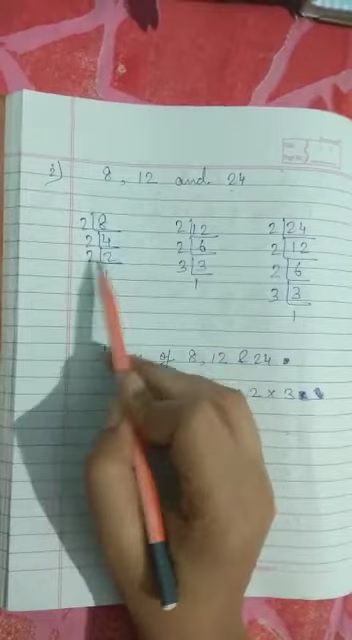 2) 8, 12 and 24
2 8 2 12 2 24
2 4 2 6 2 12
2 2 3 3 2 6
1 3 3
1
of 8, 12 & 24
2 × 3